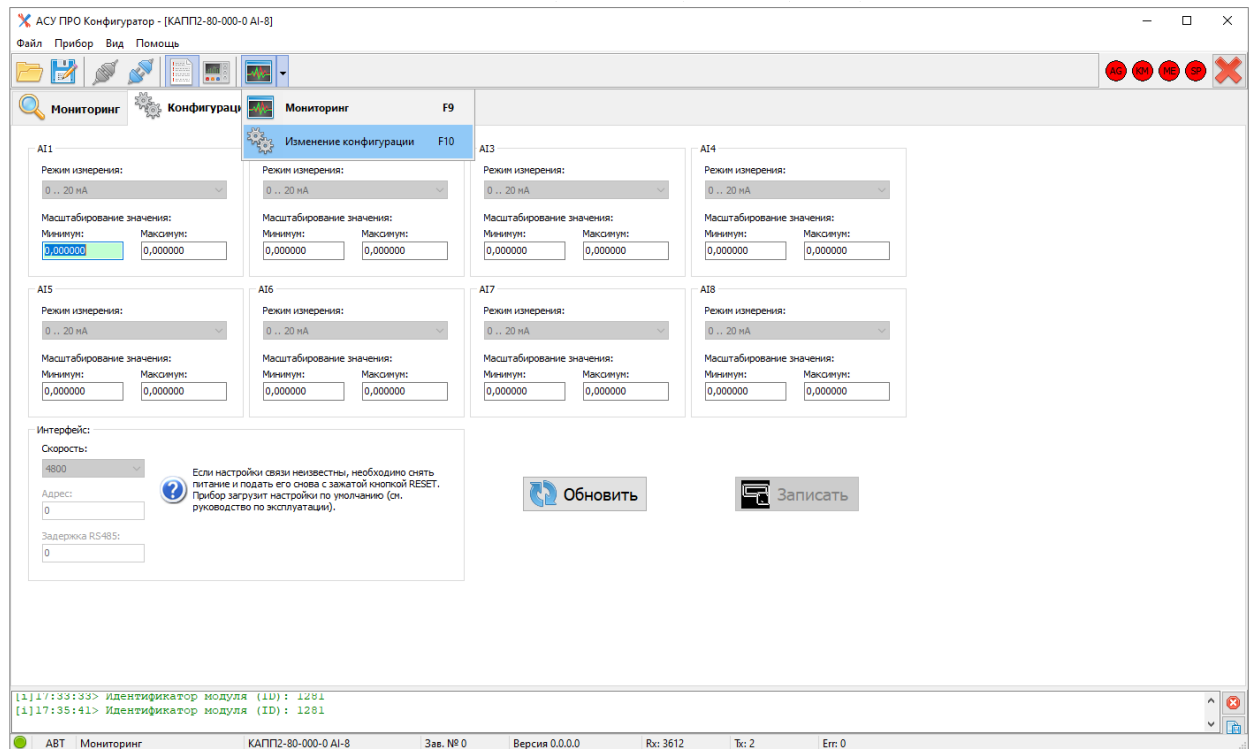 АСУ ПРО Конфигуратор - [КАПП2-80-000-0 AI-8]
Файл Прибор Вид Помощь
AG KM ME SP
Мониторинг
Конфигураци
Мониторинг F9
Изменение конфигурации F10
AI1
Режим измерения:
0 .. 20 мА
Масштабирование значения:
Минимум: Максимум:
0,000000 0,000000
Режим измерения:
0 .. 20 мА
Масштабирование значения:
Минимум: Максимум:
0,000000 0,000000
AI3
Режим измерения:
0 .. 20 мА
Масштабирование значения:
Минимум: Максимум:
0,000000 0,000000
AI4
Режим измерения:
0 .. 20 мА
Масштабирование значения:
Минимум: Максимум:
0,000000 0,000000
AI5
Режим измерения:
0 .. 20 мА
Масштабирование значения:
Минимум: Максимум:
0,000000 0,000000
AI6
Режим измерения:
0 .. 20 мА
Масштабирование значения:
Минимум: Максимум:
0,000000 0,000000
AI7
Режим измерения:
0 .. 20 мА
Масштабирование значения:
Минимум: Максимум:
0,000000 0,000000
AI8
Режим измерения:
0 .. 20 мА
Масштабирование значения:
Минимум: Максимум:
0,000000 0,000000
Интерфейс:
Скорость:
4800
Адрес:
0
Задержка RS485:
0
Если настройки связи неизвестны, необходимо снять
питание и подать его снова с зажатой кнопкой RESET.
Прибор загрузит настройки по умолчанию (см.
руководство по эксплуатации).
Обновить
Записать
[i]17:33:33> Идентификатор модуля (ID): 1281
[i]17:35:41> Идентификатор модуля (ID): 1281
АВТ Мониторинг КАПП2-80-000-0 AI-8 Зав. № 0 Версия 0.0.0.0 Rx: 3612 Tx: 2 Err: 0